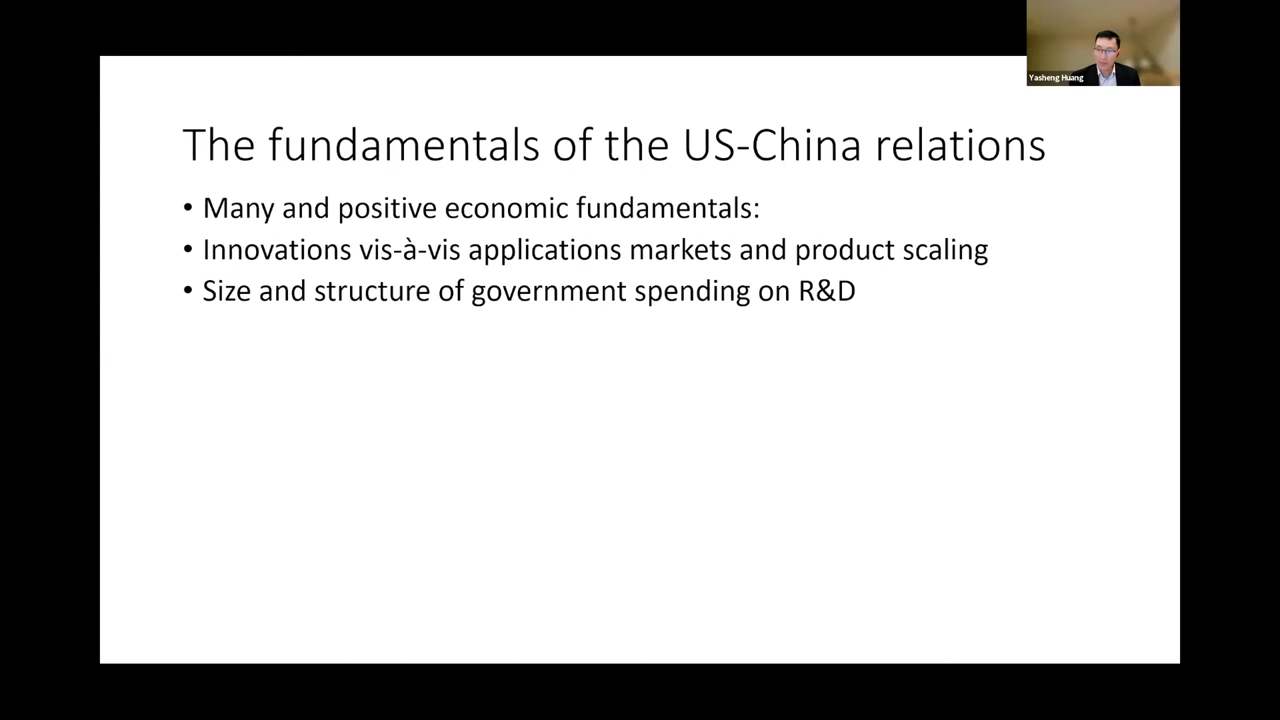 Yasheng Huang
The fundamentals of the US-China relations
• Many and positive economic fundamentals:
• Innovations vis-à-vis applications markets and product scaling
• Size and structure of government spending on R&D